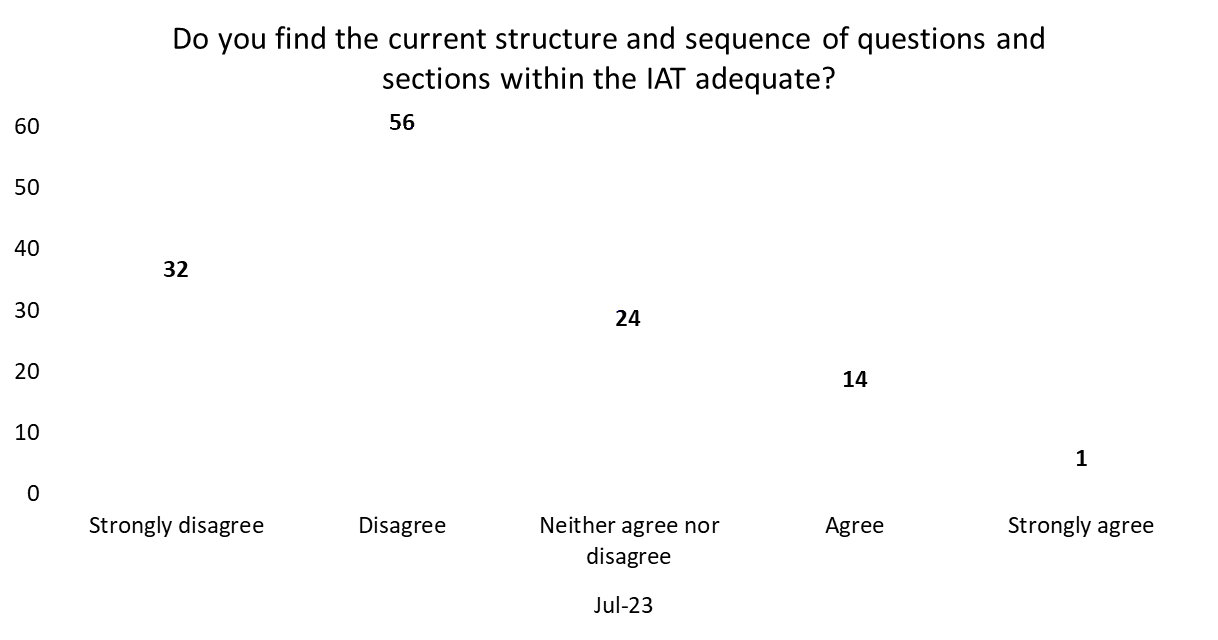 Do you find the current structure and sequence of questions and
sections within the IAT adequate?
60
50
40
30
20
10
0
32
56
24
14
1
Strongly disagree
Disagree
Neither agree nor
disagree
Agree
Strongly agree
Jul-23